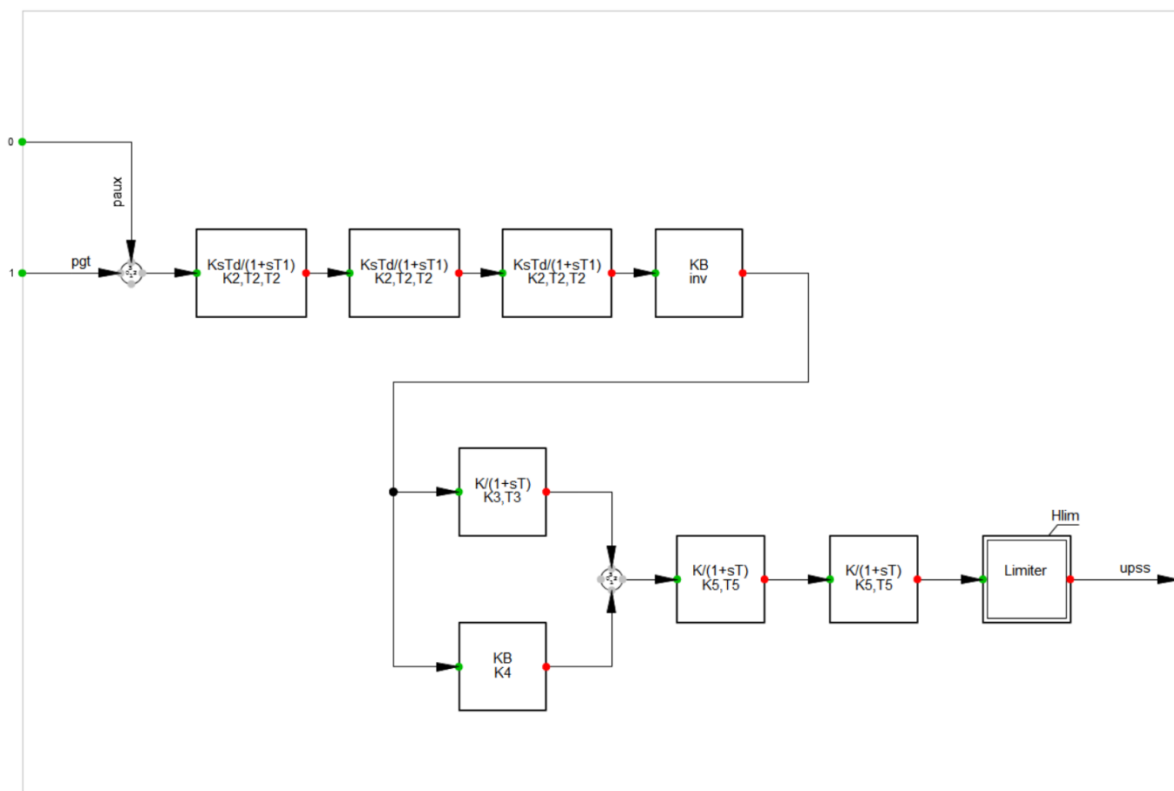 0
paux
1
pgt
KsTd/(1+sT1)
K2,T2,T2
KsTd/(1+sT1)
K2,T2,T2
KsTd/(1+sT1)
K2,T2,T2
KB
inv
K/(1+sT)
K3,T3
KB
K4
K/(1+sT)
K5,T5
K/(1+sT)
K5,T5
Hlim
Limiter
upss